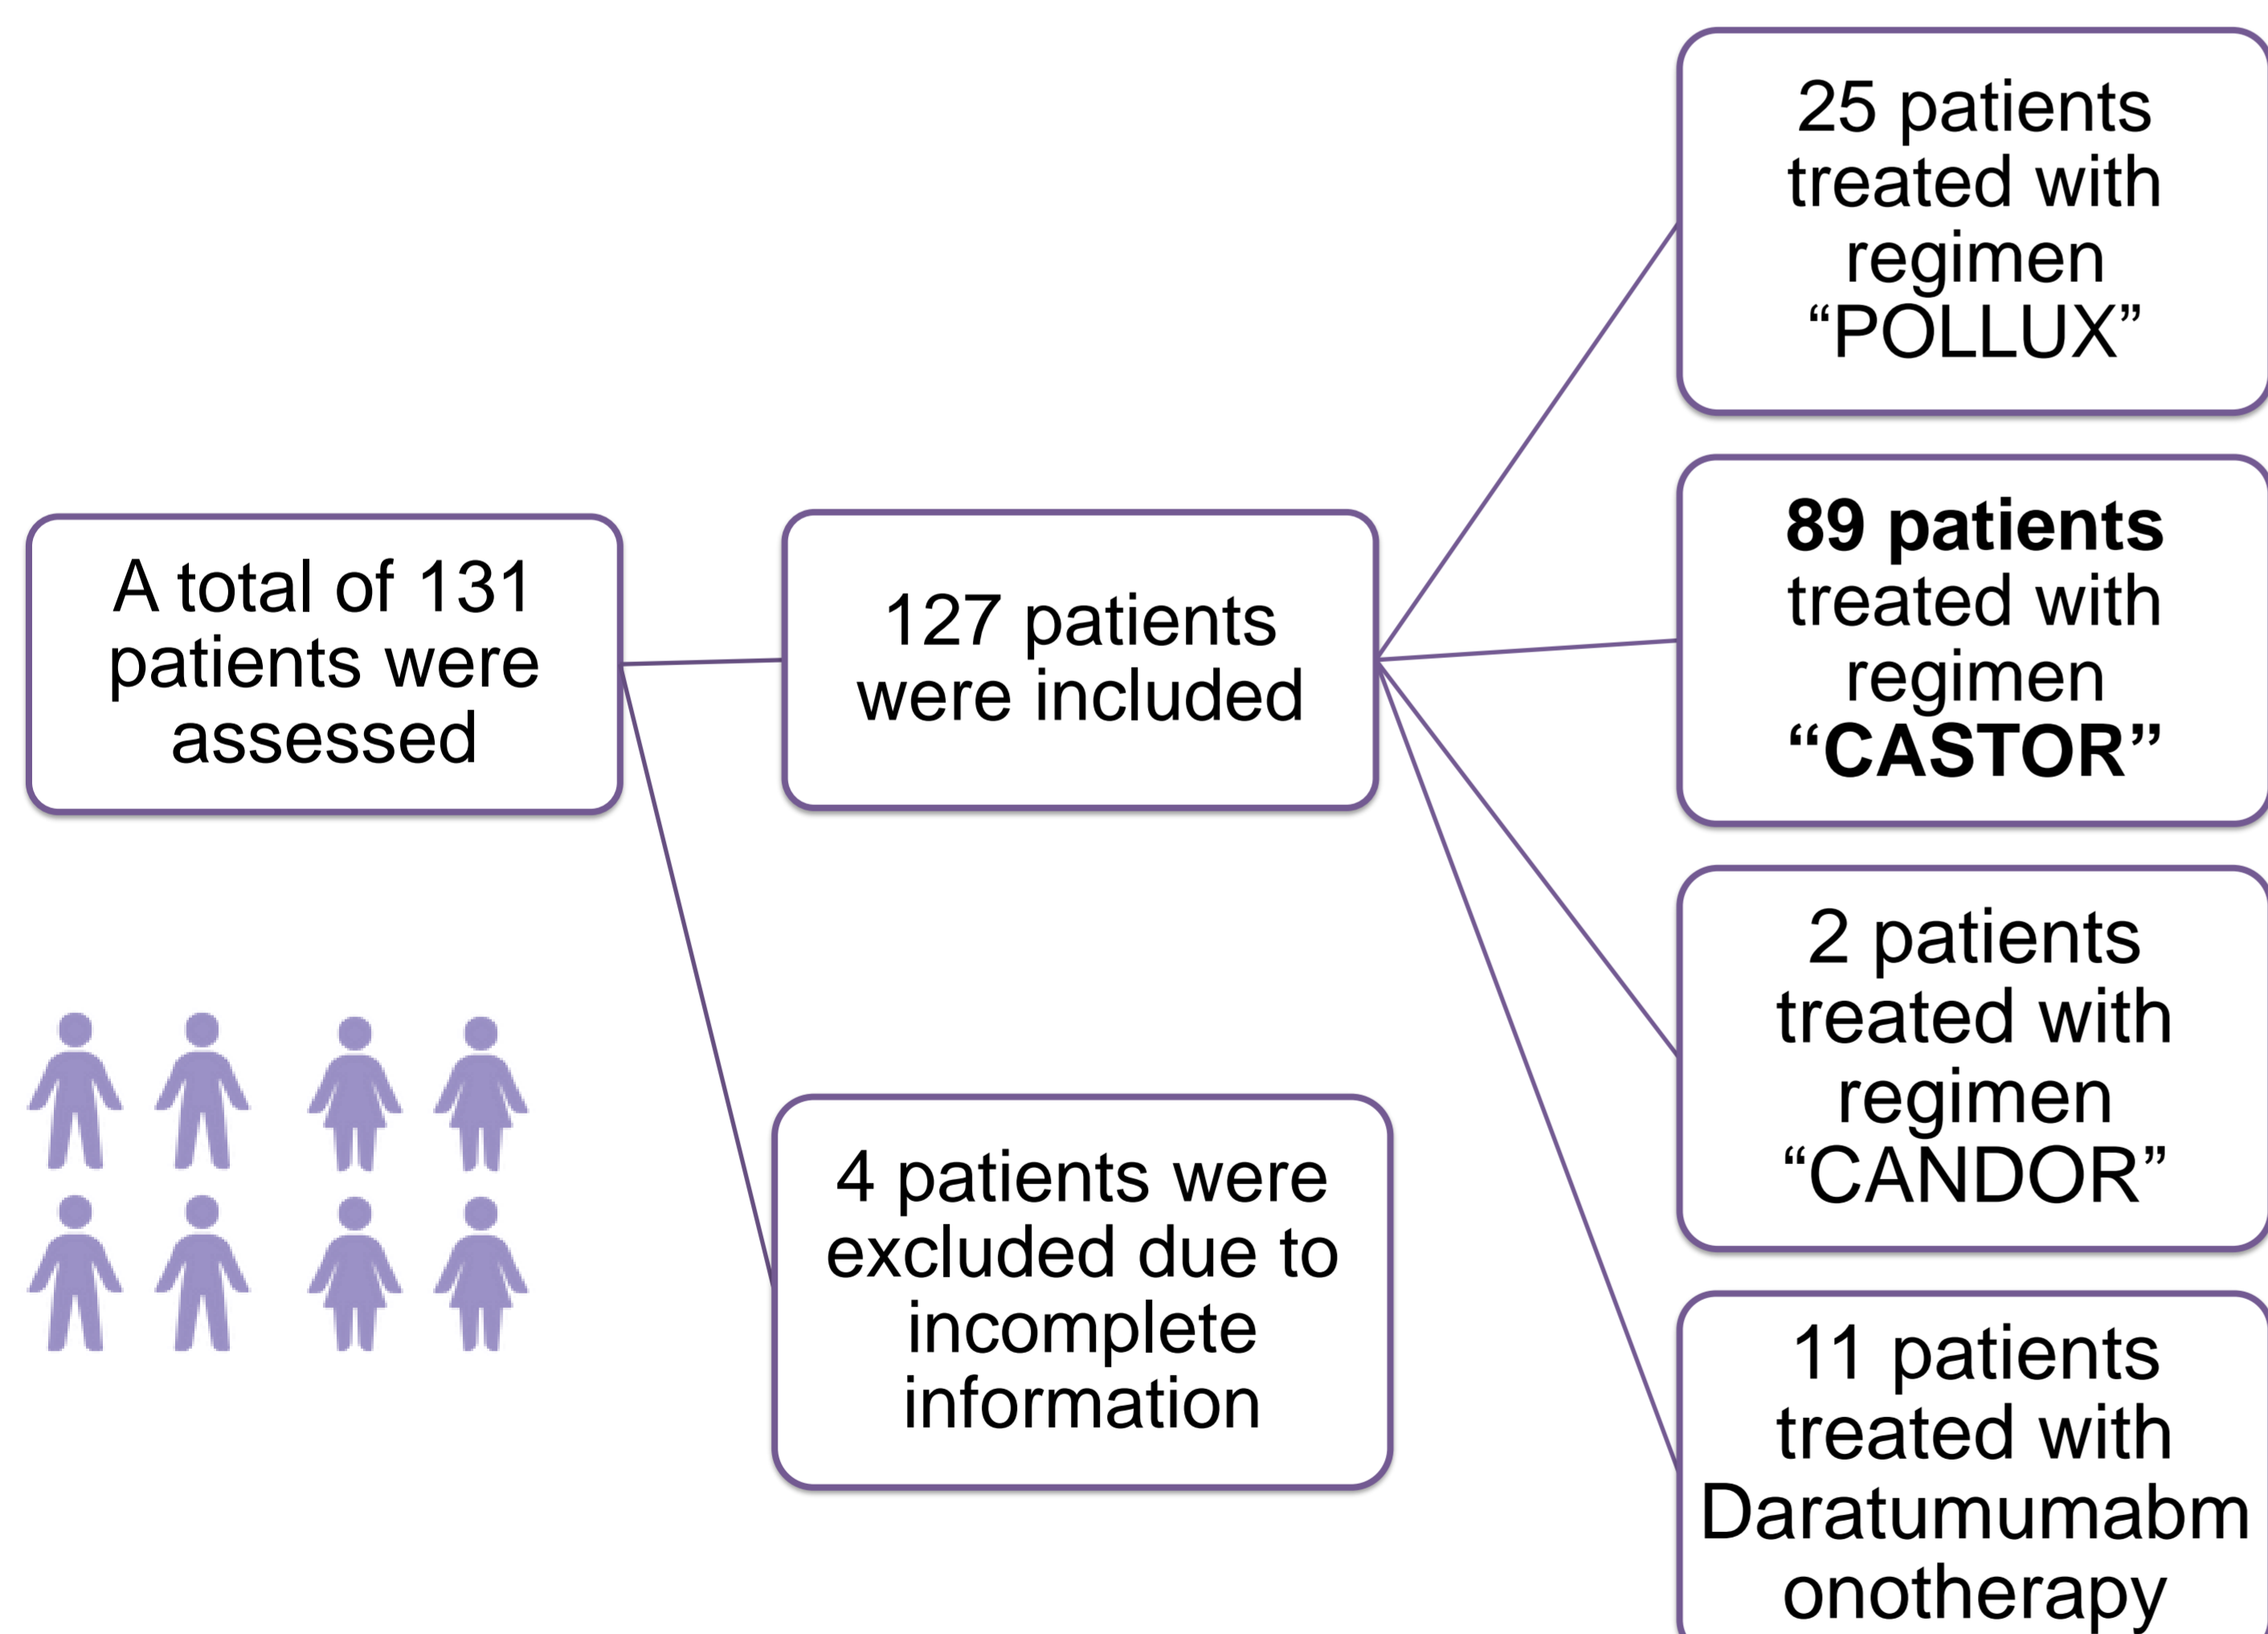 A total of 131
patients were
assessed
127 patients
were included
4 patients were
excluded due to
incomplete
information
25 patients
treated with
regimen
“POLLUX”
89 patients
treated with
regimen
“CASTOR”
2 patients
treated with
regimen
“CANDOR”
11 patients
treated with
Daratumumabm
onotherapy